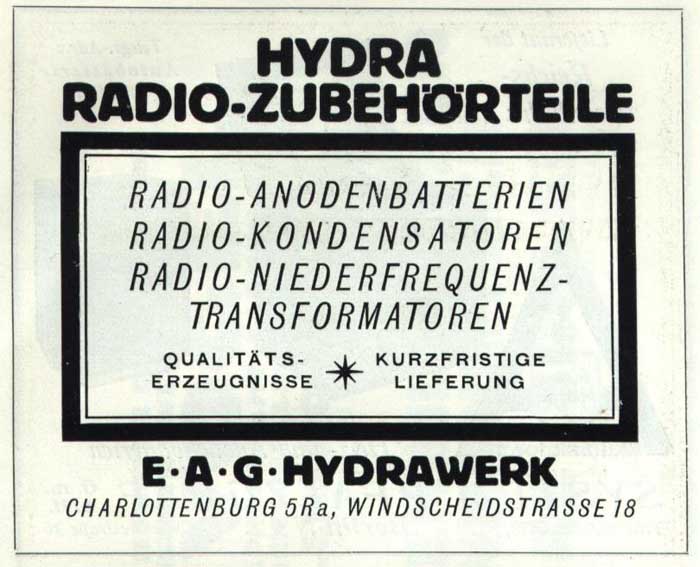 HYDRA
RADIO-ZUBEHÖRTEILE
RADIO-ANODENBATTERIEN
RADIO-KONDENSATOREN
RADIO-NIEDERFREQUENZ-
TRANSFORMATOREN
QUALITÄTS-
ERZEUGNISSE
KURZFRISTIGE
LIEFERUNG
E·A·G·HYDRAWERK
CHARLOTTENBURG 5Ra, WINDSCHEIDSTRASSE 18